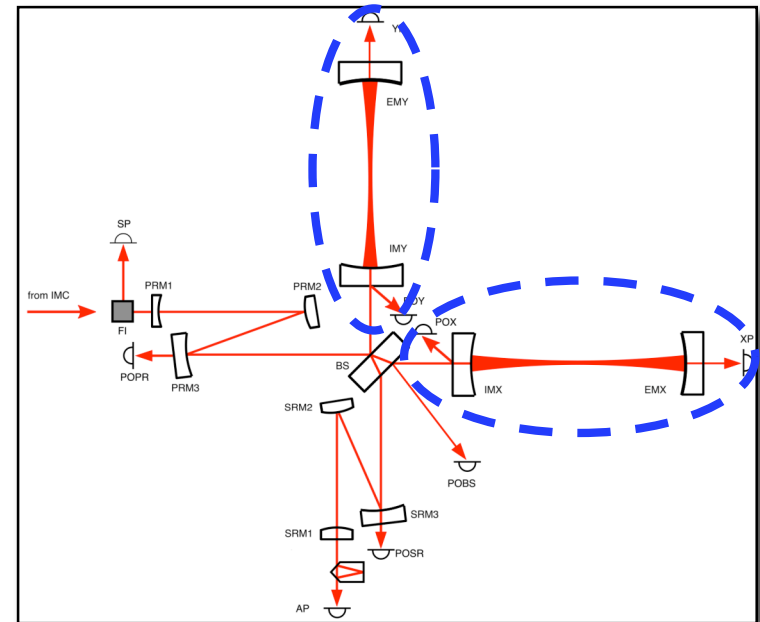 EMY
IMY
SP
from IMC
PRM1
PRM2
FI
POX
XP
POPR
PRM3
BS
IMX
EMX
SRM2
POBS
SRM3
SRM1
POSR
AP